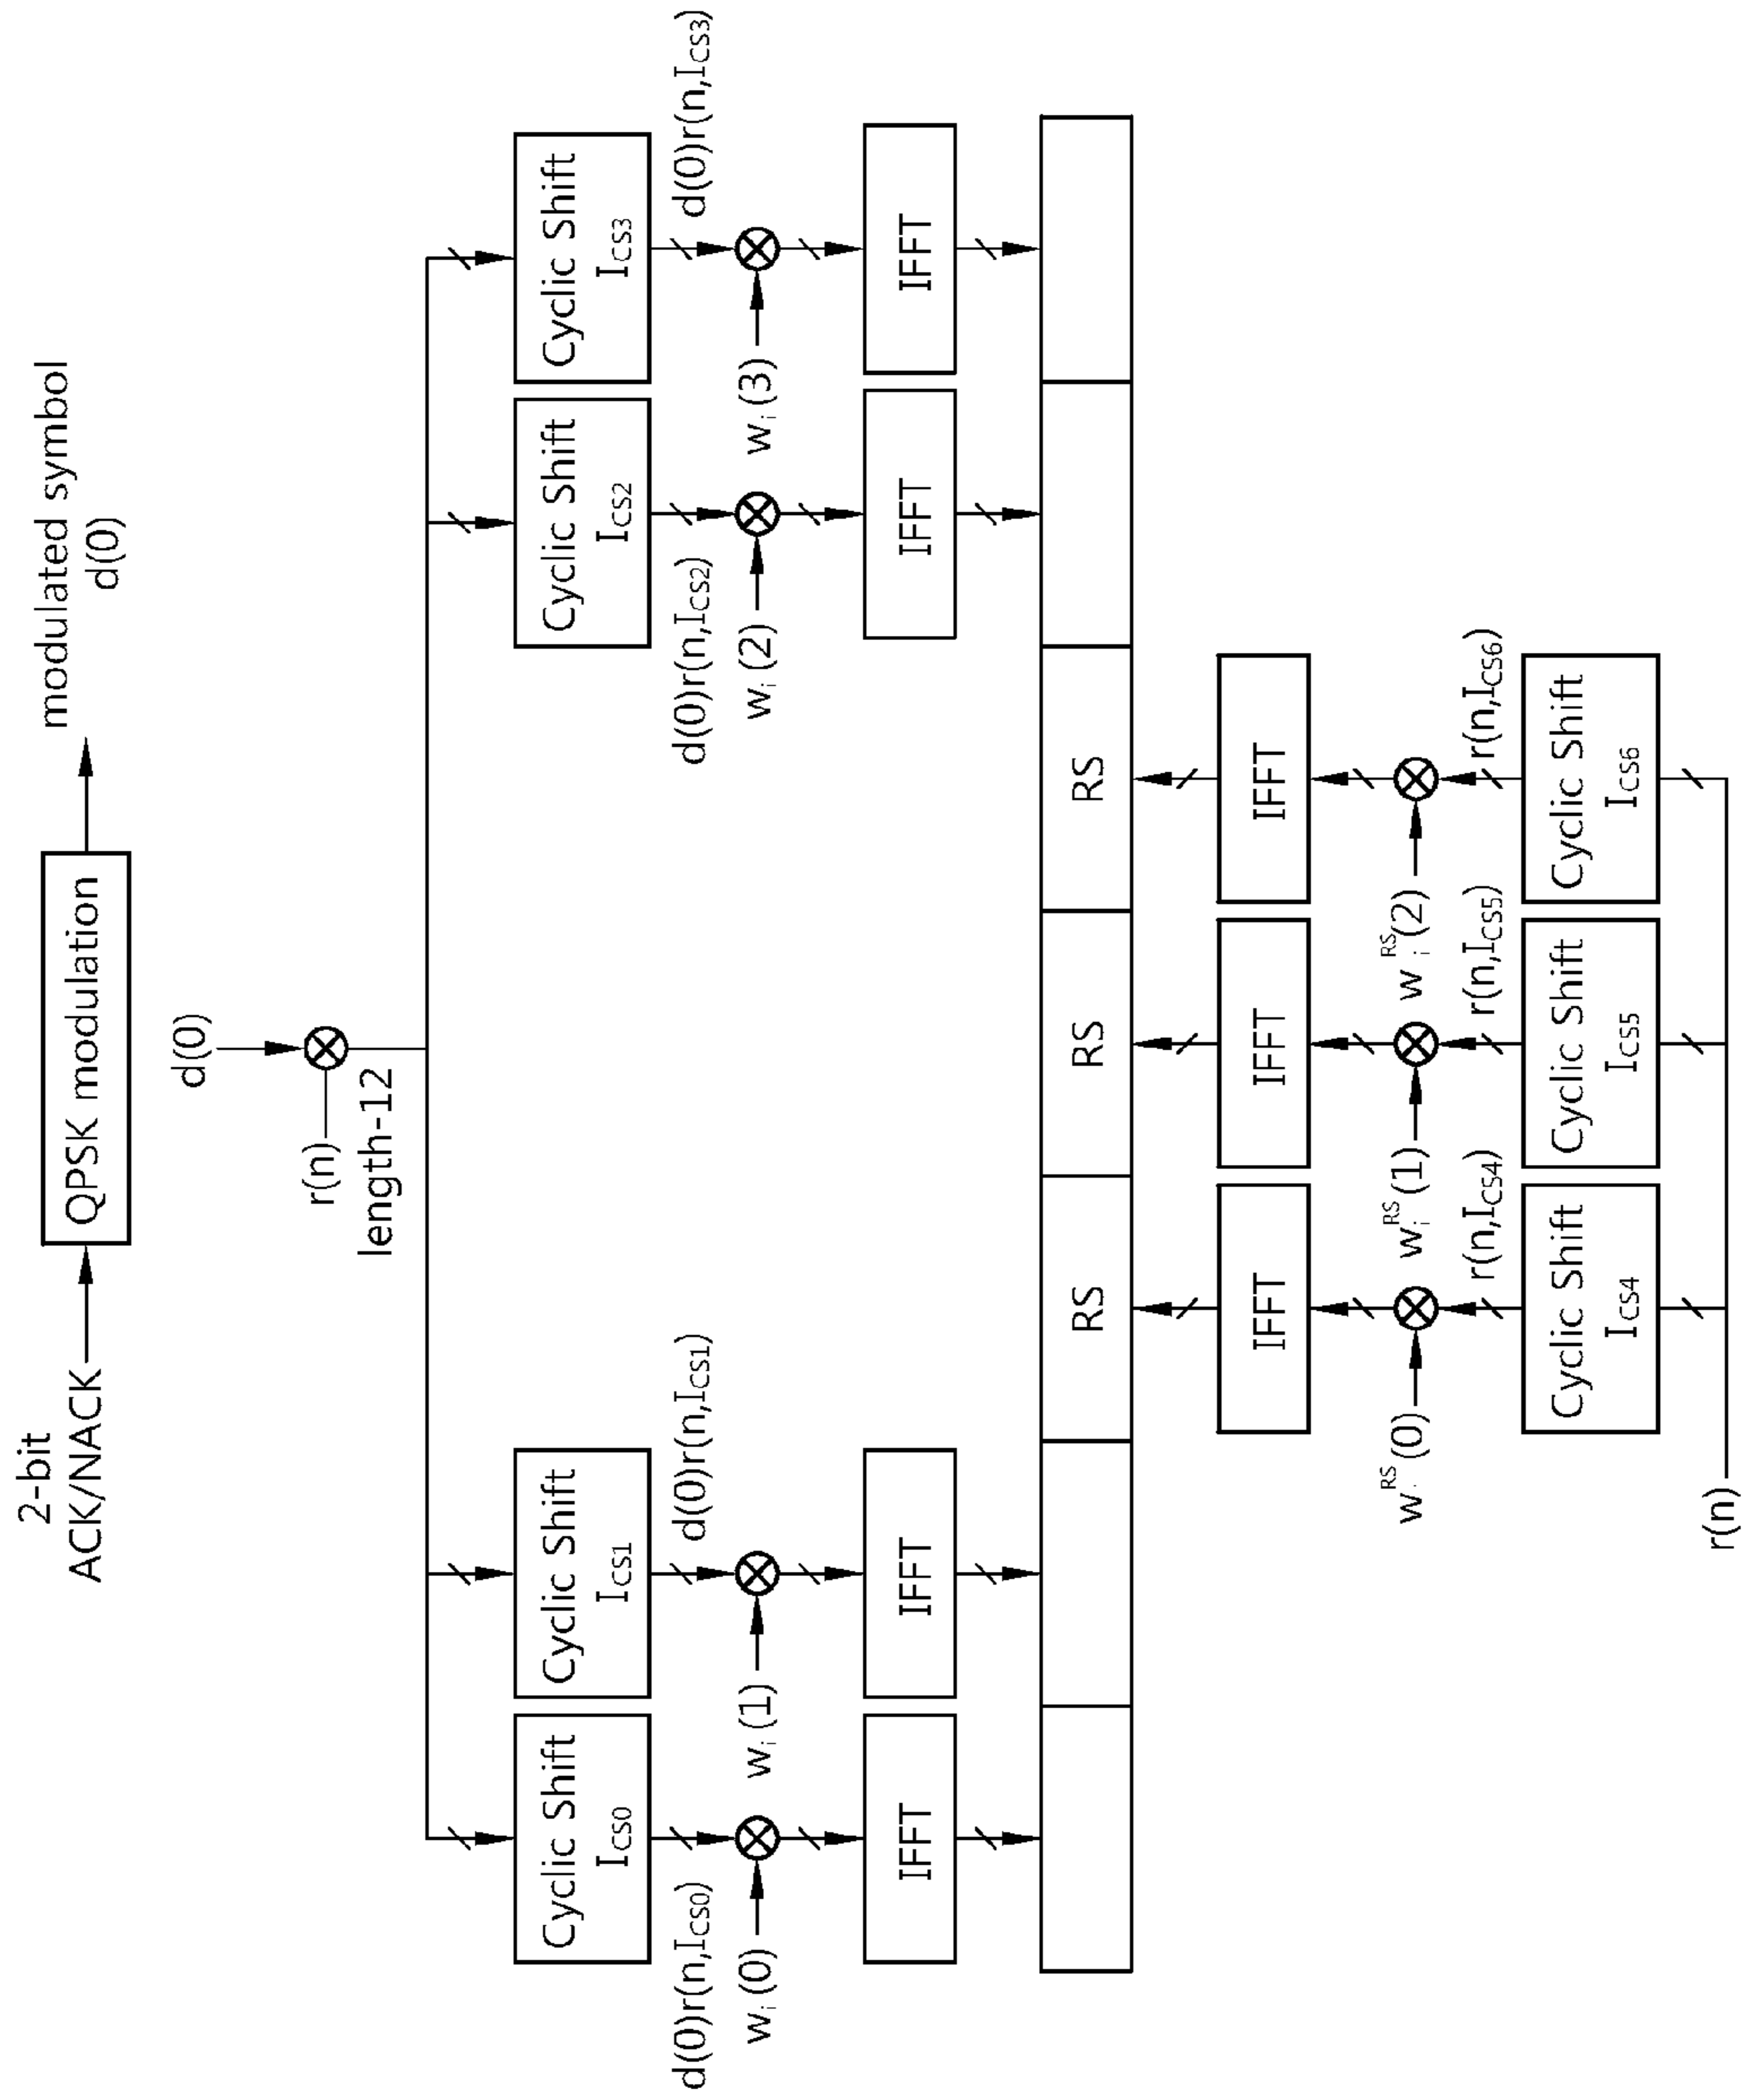 2-bit
ACK/NACK
QPSK modulation
modulated symbol
d(0)
d(0)
r(n)
length-12
Cyclic Shift
I_CS0
Cyclic Shift
I_CS1
Cyclic Shift
I_CS2
Cyclic Shift
I_CS3
d(0)r(n,I_CS0)
d(0)r(n,I_CS1)
d(0)r(n,I_CS2)
d(0)r(n,I_CS3)
w_i(0)
w_i(1)
w_i(2)
w_i(3)
IFFT
IFFT
IFFT
IFFT
RS
RS
RS
IFFT
IFFT
IFFT
w_i^RS(0)
w_i^RS(1)
w_i^RS(2)
r(n,I_CS4)
r(n,I_CS5)
r(n,I_CS6)
Cyclic Shift
I_CS4
Cyclic Shift
I_CS5
Cyclic Shift
I_CS6
r(n)